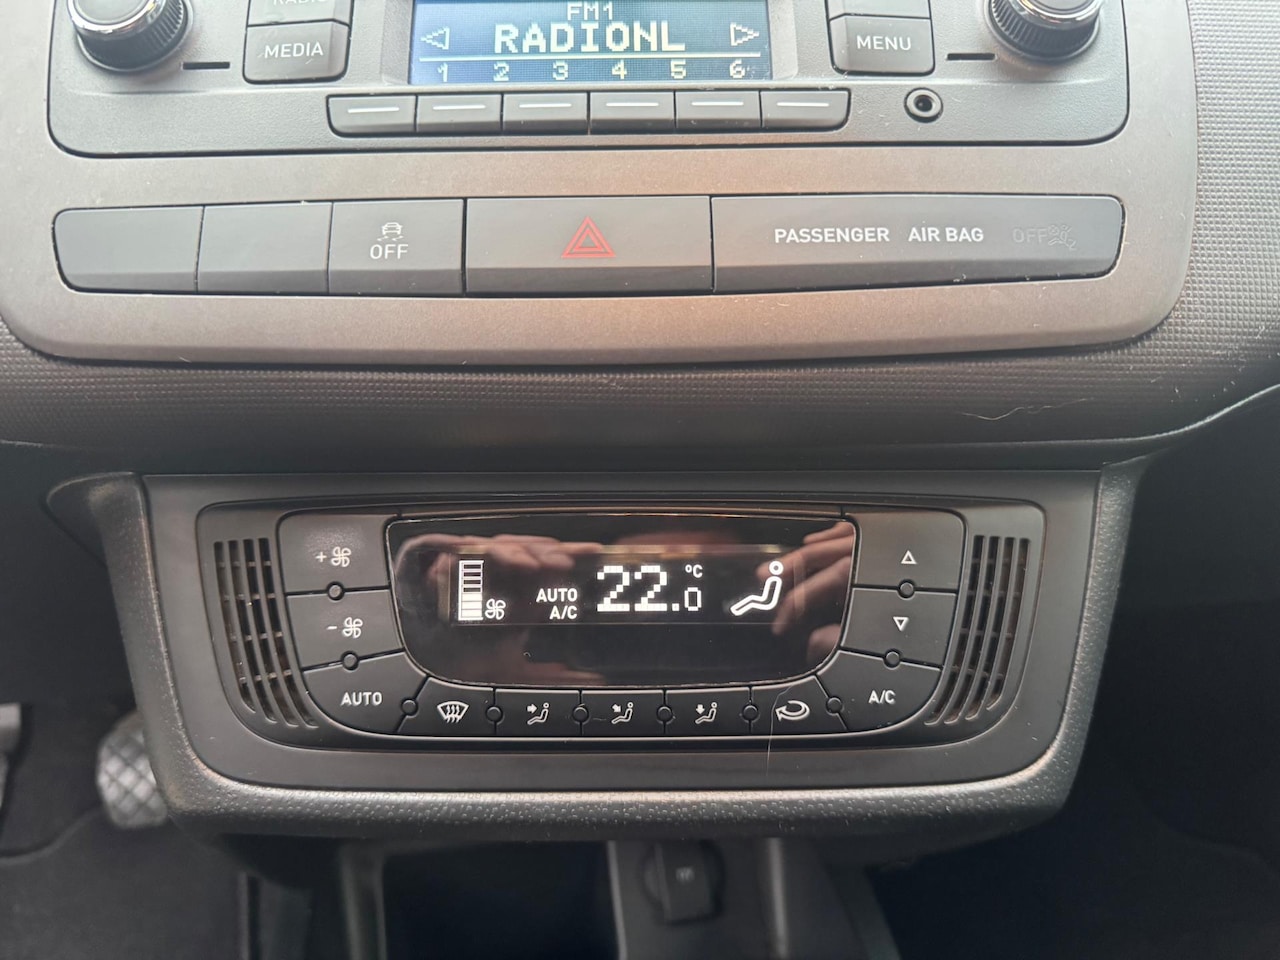 RADIO
MEDIA
FM1
RADIONL
1 2 3 4 5 6
MENU
OFF
PASSENGER AIR BAG OFF
+
-
AUTO
A/C
22.0 °C
AUTO
A/C